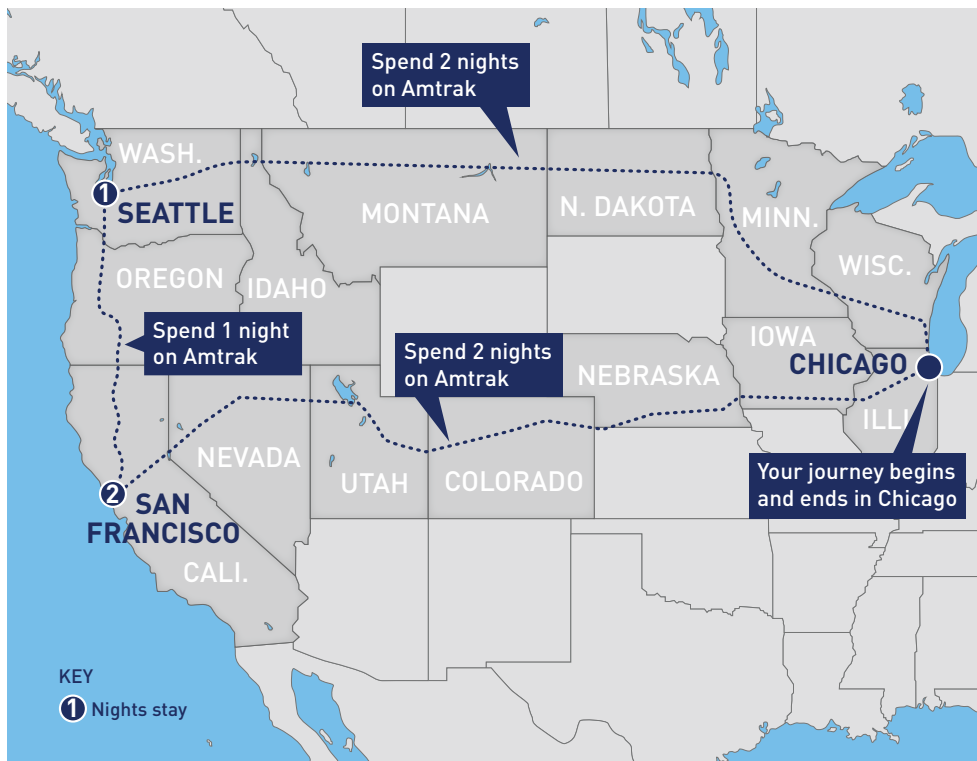 Spend 2 nights
on Amtrak
WASH.
1
SEATTLE
MONTANA
N. DAKOTA
MINN.
WISC.
OREGON
IDAHO
Spend 1 night
on Amtrak
Spend 2 nights
on Amtrak
IOWA
CHICAGO
NEBRASKA
ILLI.
NEVADA
UTAH
COLORADO
Your journey begins
and ends in Chicago
2
SAN
FRANCISCO
CALI.
KEY
1 Nights stay